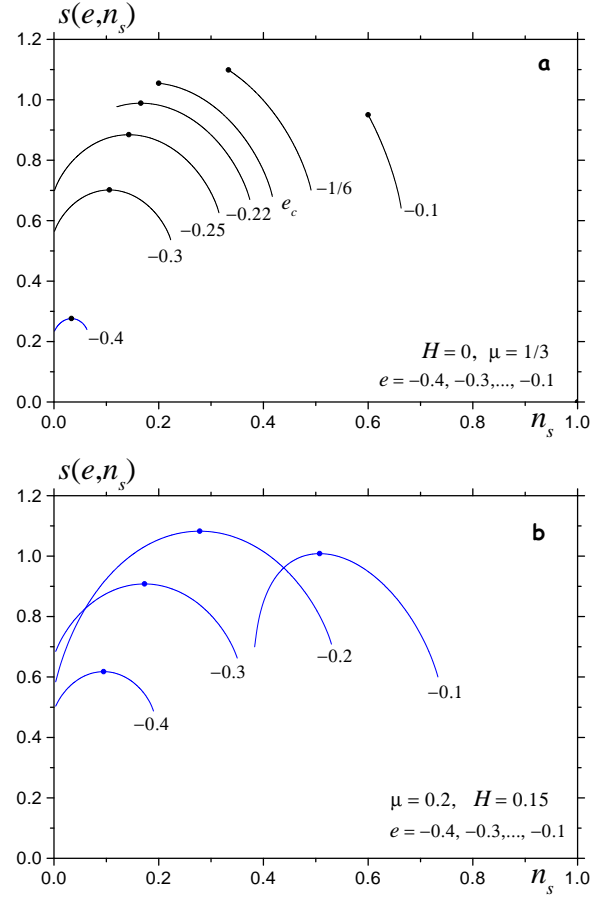 s(e,nₛ)
1.2
a
1.0
0.8
−1/6
e_c
−0.1
−0.22
−0.25
0.6
−0.3
0.4
−0.4
H = 0, μ = 1/3
0.2
e = −0.4, −0.3,..., −0.1
0.0
0.0 0.2 0.4 0.6 0.8 nₛ 1.0
s(e,nₛ)
1.2
b
1.0
0.8
−0.2
0.6
−0.3
−0.1
−0.4
0.4
0.2
μ = 0.2, H = 0.15
e = −0.4, −0.3,..., −0.1
0.0
0.0 0.2 0.4 0.6 0.8 nₛ 1.0